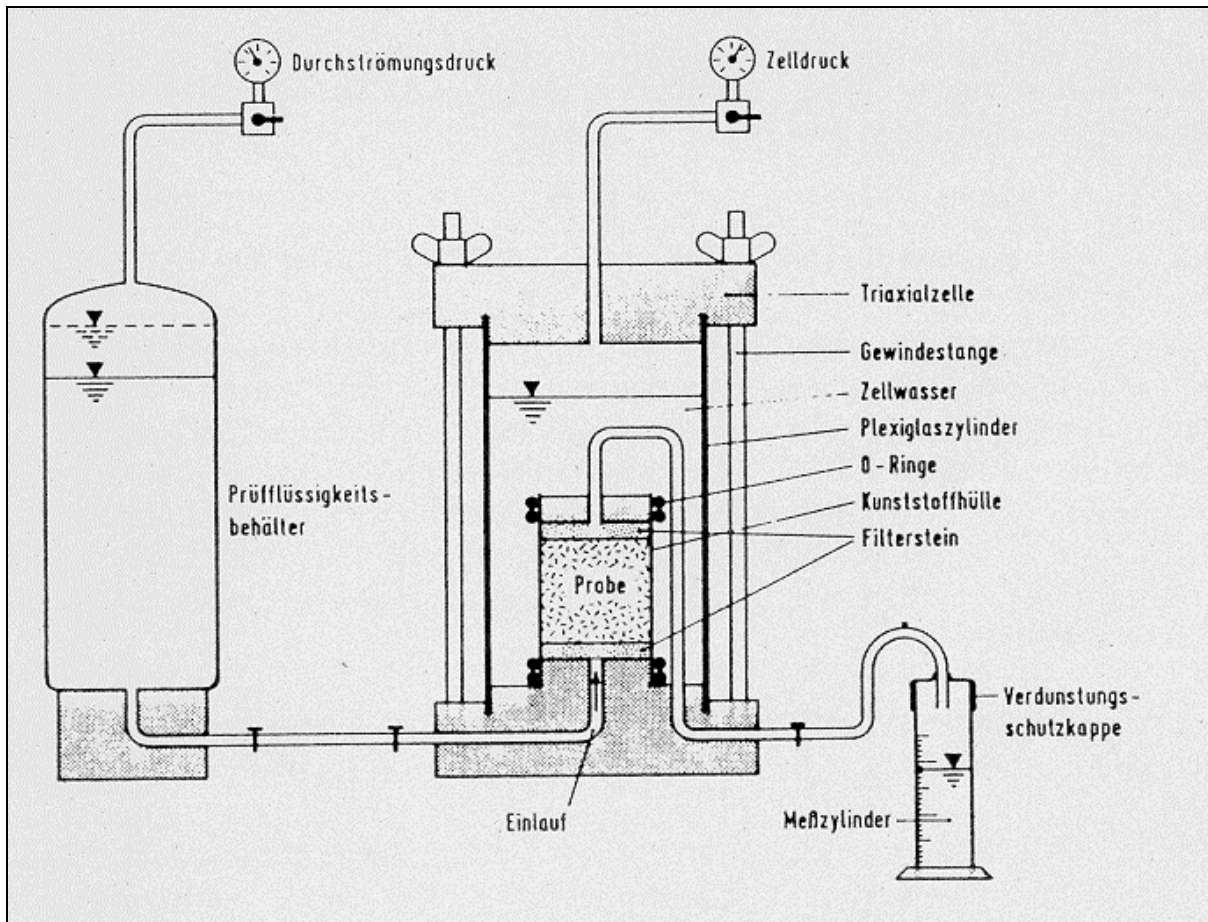 Durchströmungsdruck
Zelldruck
Triaxialzelle
Gewindestange
Zellwasser
Plexiglaszylinder
O-Ringe
Kunststoffhülle
Filterstein
Prüfflüssigkeits-
behälter
Probe
Verdunstungs-
schutzkappe
Einlauf
Meßzylinder